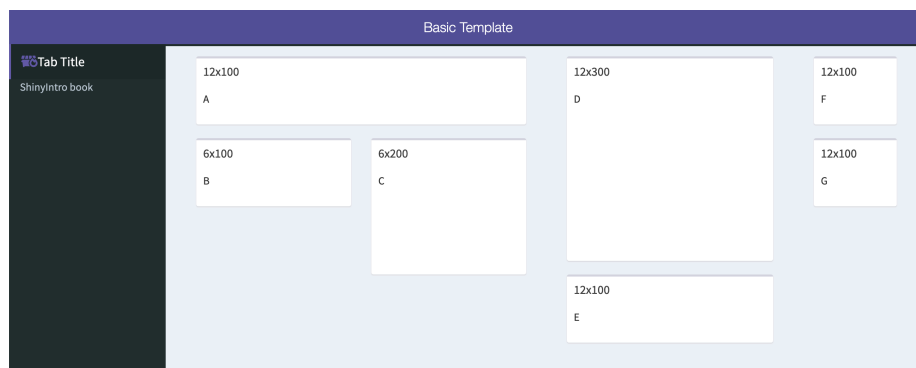 Basic Template
Tab Title
ShinyIntro book
12x100
A
6x100
B
6x200
C
12x300
D
12x100
E
12x100
F
12x100
G